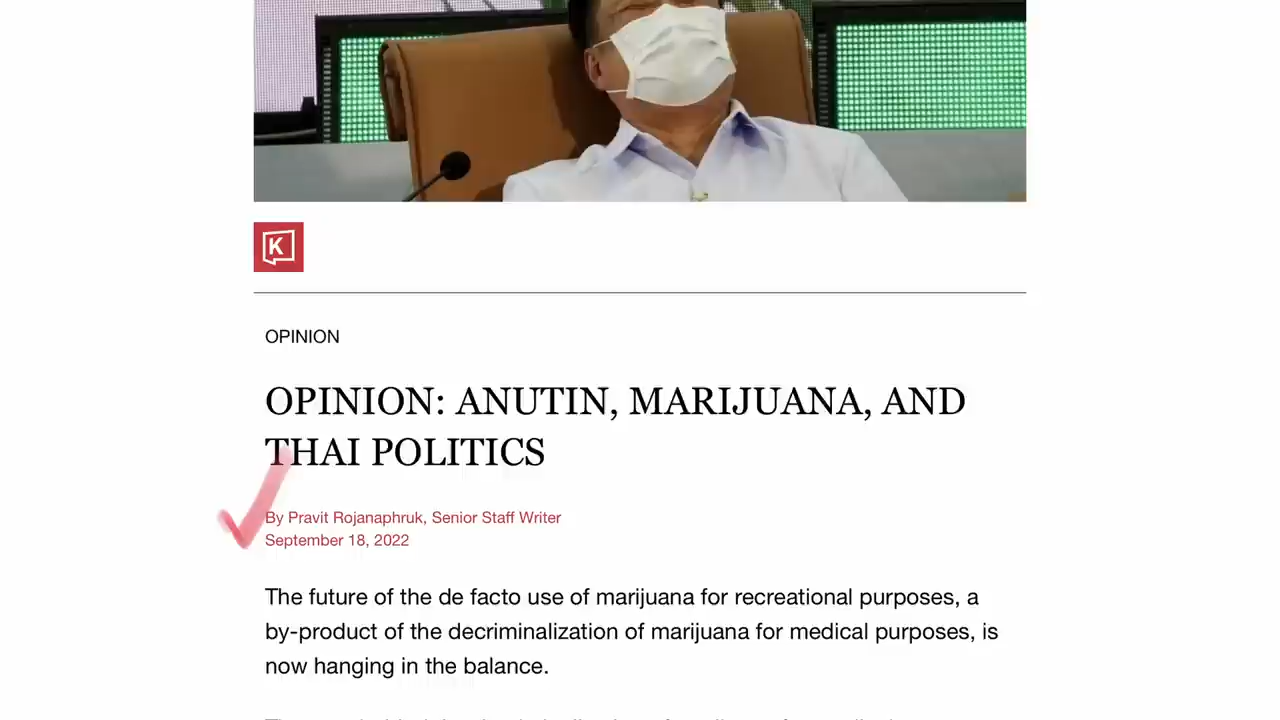 K
OPINION
OPINION: ANUTIN, MARIJUANA, AND
THAI POLITICS
By Pravit Rojanaphruk, Senior Staff Writer
September 18, 2022
The future of the de facto use of marijuana for recreational purposes, a
by-product of the decriminalization of marijuana for medical purposes, is
now hanging in the balance.